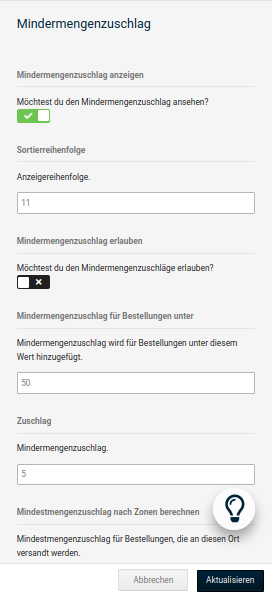 Mindermengenzuschlag
Mindermengenzuschlag anzeigen
Möchtest du den Mindermengenzuschlag ansehen?
Sortierreihenfolge
Anzeigereihenfolge.
11
Mindermengenzuschlag erlauben
Möchtest du den Mindermengenzuschläge erlauben?
Mindermengenzuschlag für Bestellungen unter
Mindermengenzuschlag wird für Bestellungen unter diesem
Wert hinzugefügt.
50
Zuschlag
Mindermengenzuschlag.
5
Mindestmengenzuschlag nach Zonen berechnen
Mindestmengenzuschlag für Bestellungen, die an diesen Ort
versandt werden.
Abbrechen
Aktualisieren